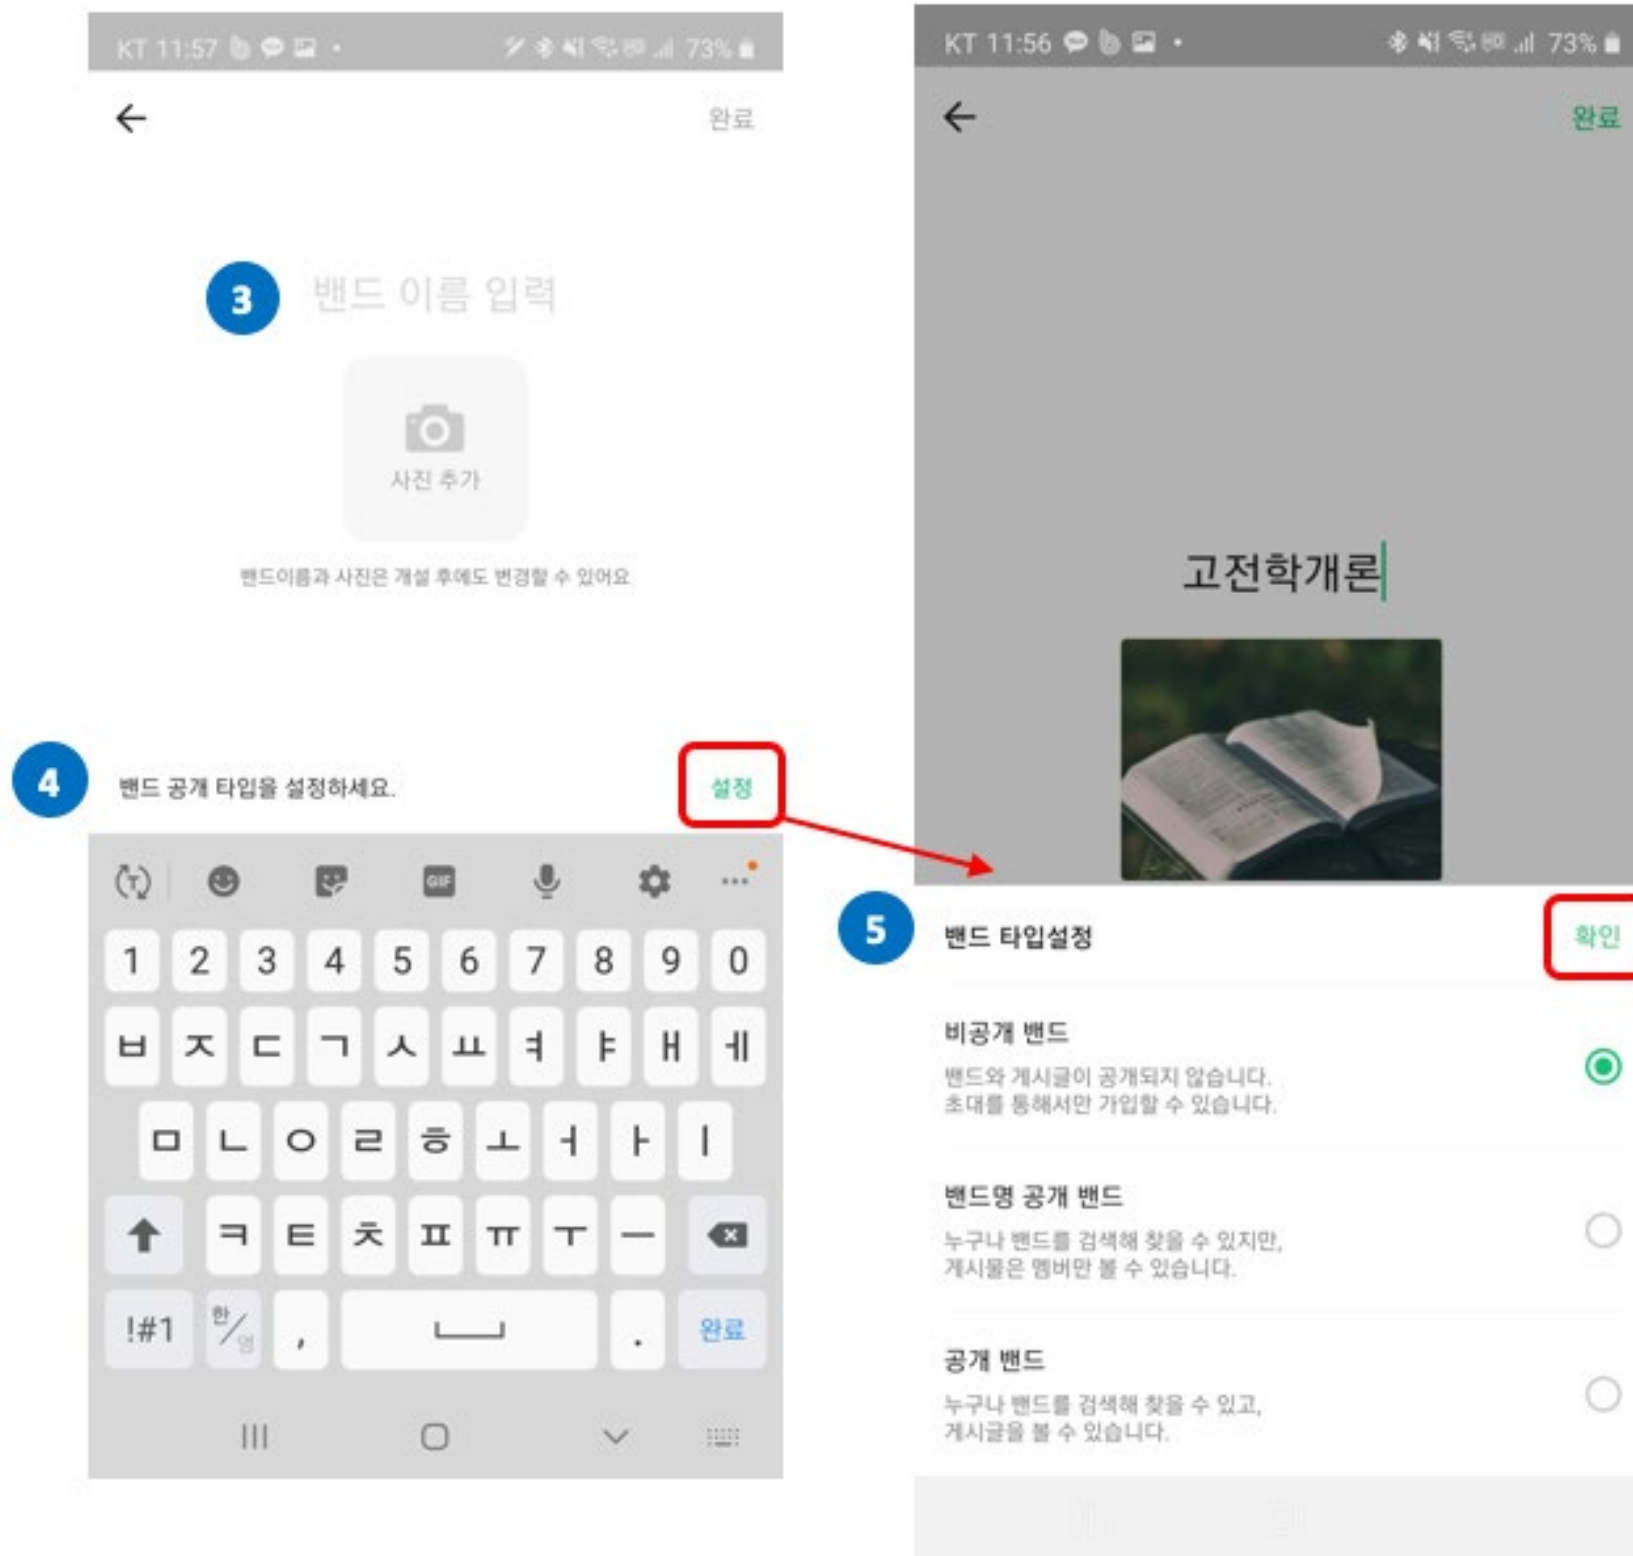 KT 11:57
73%
완료
3
밴드 이름 입력
사진 추가
밴드이름과 사진은 개설 후에도 변경할 수 있어요
4
밴드 공개 타입을 설정하세요.
설정
GIF
1 2 3 4 5 6 7 8 9 0
ㅂ ㅈ ㄷ ㄱ ㅅ ㅛ ㅕ ㅑ ㅐ ㅔ
ㅁ ㄴ ㅇ ㄹ ㅎ ㅗ ㅓ ㅏ ㅣ
ㅋ ㅌ ㅊ ㅍ ㅠ ㅜ ㅡ
!#1 한/영 , . 완료
KT 11:56
73%
완료
고전학개론
5
밴드 타입설정
확인
비공개 밴드
밴드와 게시글이 공개되지 않습니다.
초대를 통해서만 가입할 수 있습니다.
밴드명 공개 밴드
누구나 밴드를 검색해 찾을 수 있지만,
게시물은 멤버만 볼 수 있습니다.
공개 밴드
누구나 밴드를 검색해 찾을 수 있고,
게시글을 볼 수 있습니다.